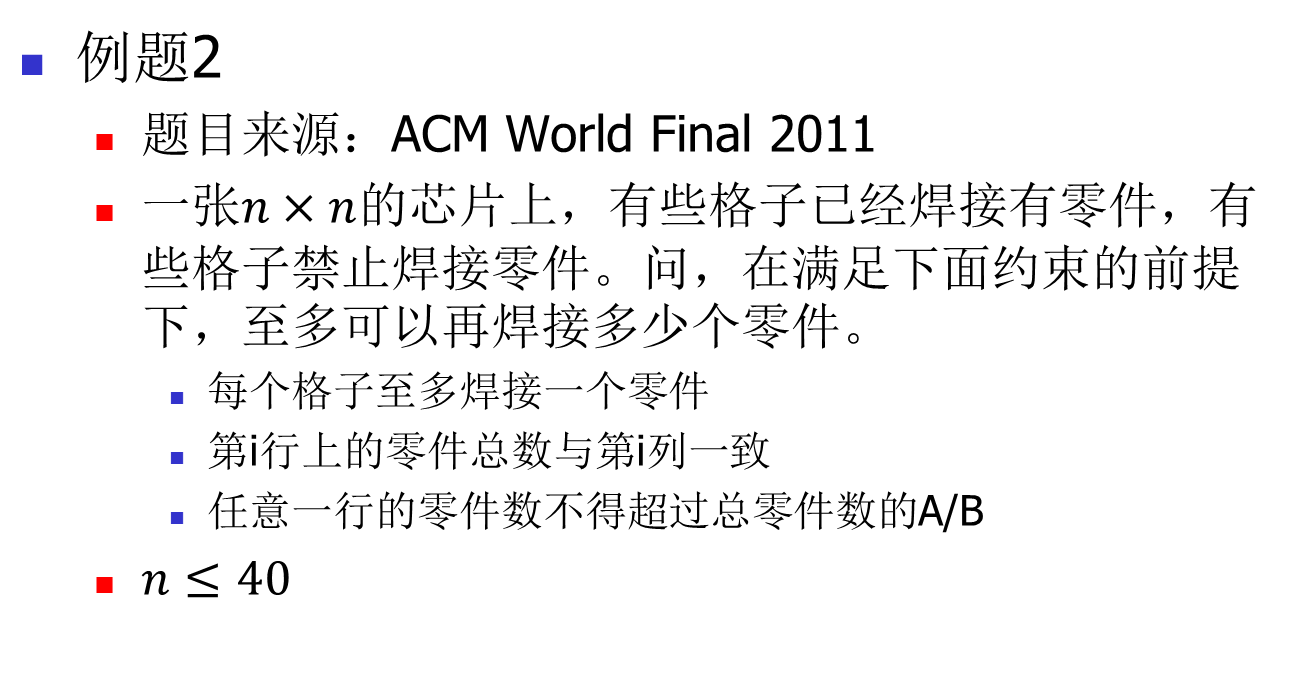 例题2
题目来源：ACM World Final 2011
一张n × n的芯片上，有些格子已经焊接有零件，有
些格子禁止焊接零件。问，在满足下面约束的前提
下，至多可以再焊接多少个零件。
每个格子至多焊接一个零件
第i行上的零件总数与第i列一致
任意一行的零件数不得超过总零件数的A/B
n ≤ 40